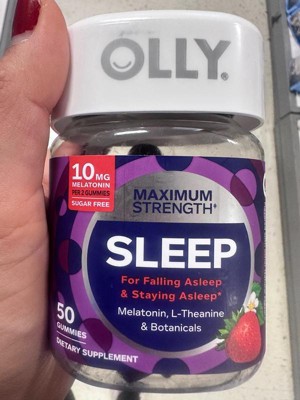 OLLY.
10 MG
MELATONIN
PER 2 GUMMIES
SUGAR FREE
MAXIMUM
STRENGTH†
SLEEP
For Falling Asleep
& Staying Asleep*
Melatonin, L-Theanine
& Botanicals
50
GUMMIES
DIETARY SUPPLEMENT